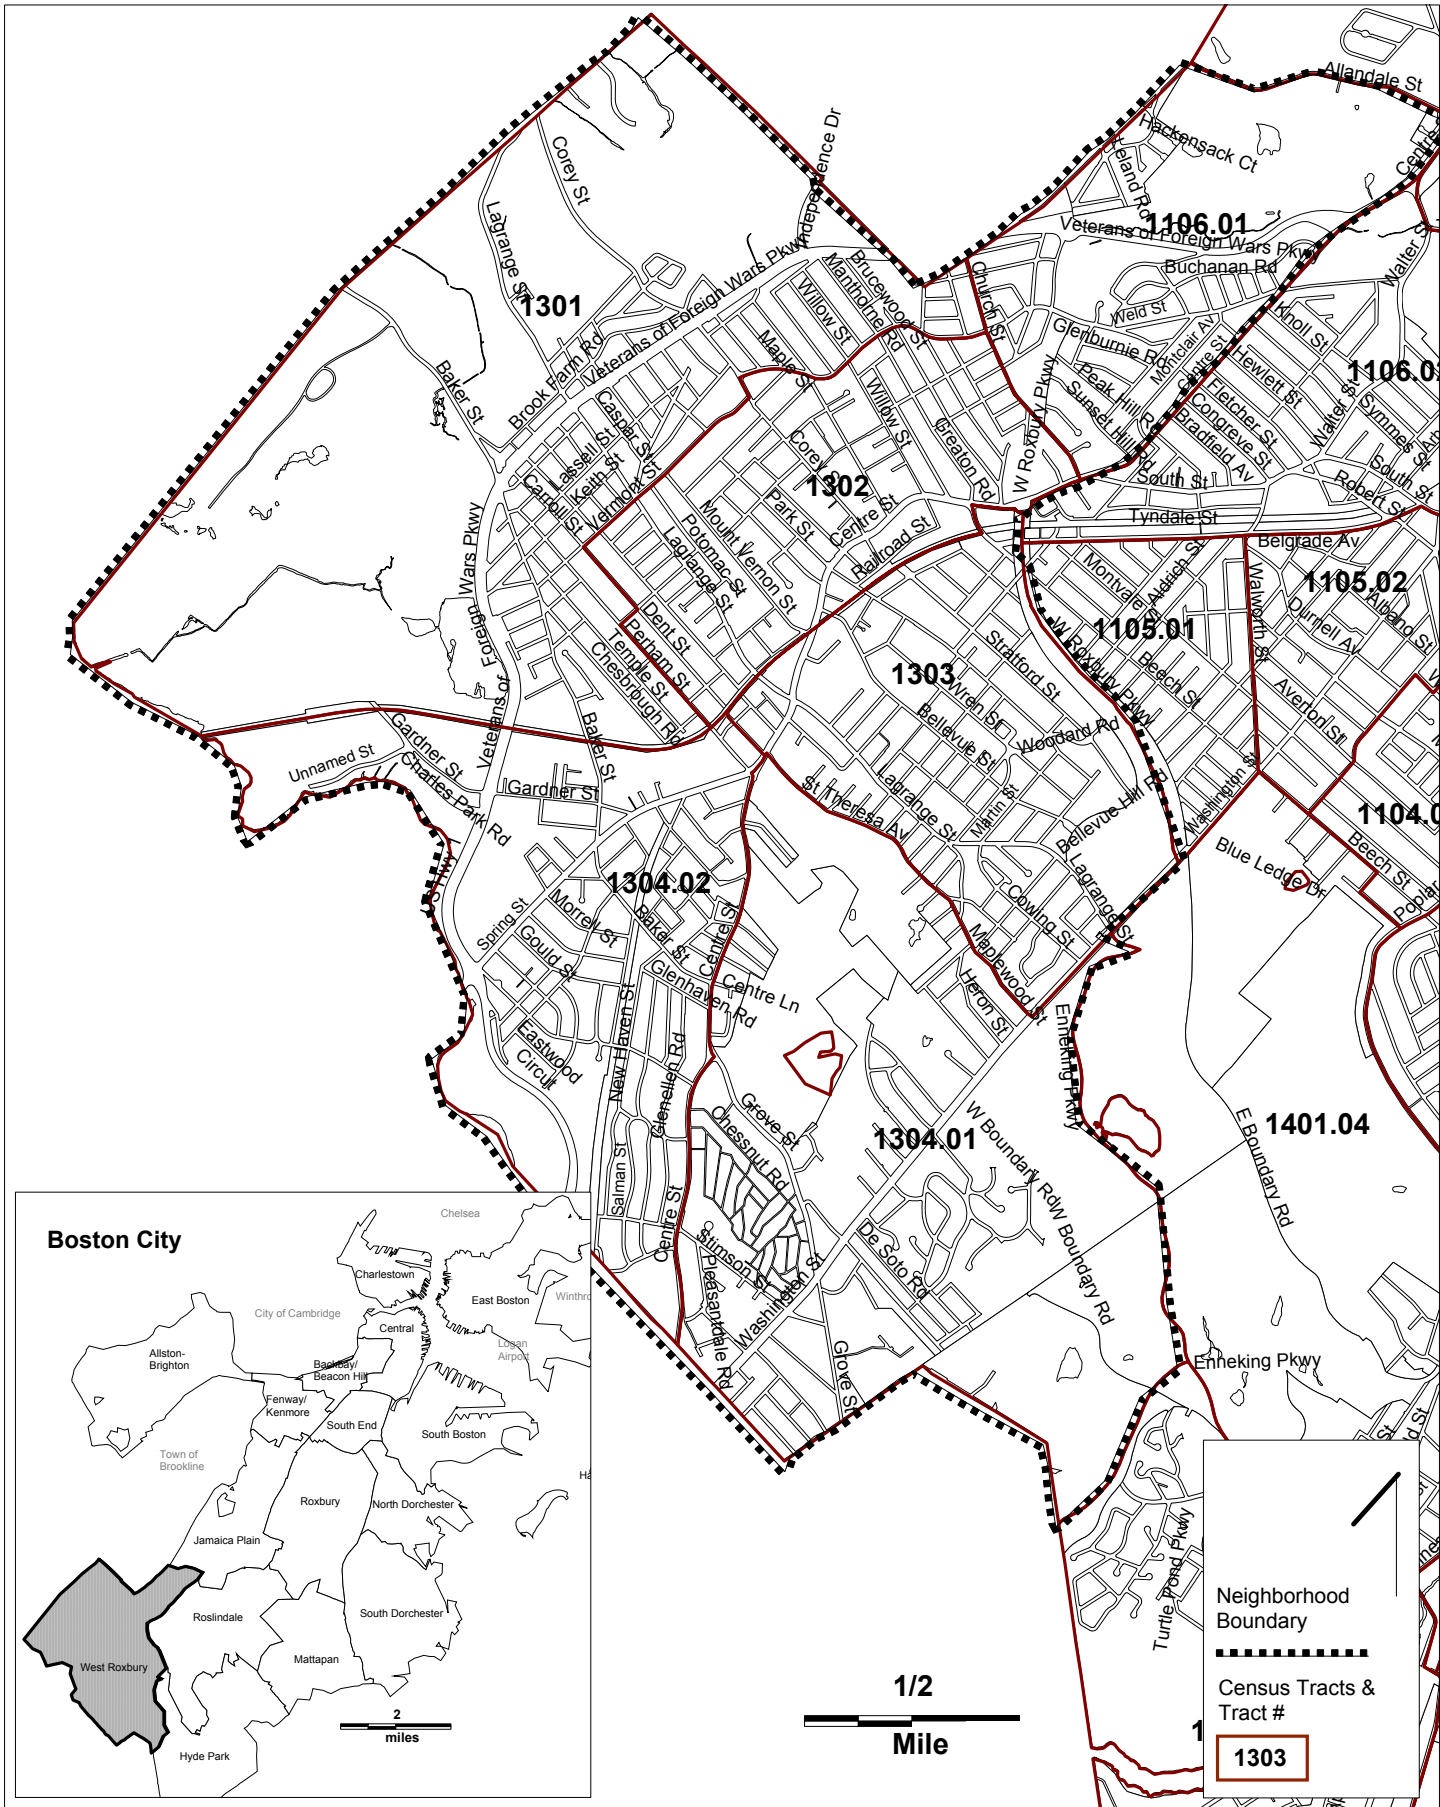 Allandale St
Hackensack Ct
Centre
Leland Rd
Independence Dr
Corey St
Lagrange St
1106.01
Veterans of Foreign Wars Pkwy
Buchanan Rd
Walter St
Church St
Brucewood St
Manthorne Rd
Willow St
Veterans of Foreign Wars Pkwy
1301
Weld St
Glenburnie Rd
Montclair Av
Centre St
Knoll St
Hewlett St
1106.0
Maple St
Brook Farm Rd
Baker St
Peak Hill Rd
Sunset Hill Rd
W Roxbury Pkwy
Fletcher St
Congreve St
Bradfield Av
Walter St
Symmes St
Caspar St
Lassell St
Keith St
Carroll St
Vermont St
Willow St
Greaton Rd
Corey St
1302
Park St
Centre St
Railroad St
South St
South St
Robert St
Tyndale St
Belgrade Av
Mount Vernon St
Potomac St
Lagrange St
Veterans of Foreign Wars Pkwy
Montvale
Aldrich St
Walworth St
1105.02
Albano St
Durnell Av
1105.01
Dent St
Perham St
Temple St
Chesbrough Rd
1303
Stratford St
Wren St
Bellevue St
Woodard Rd
W Roxbury Pkwy
Beech St
Averton St
Baker St
Gardner St
Unnamed St
Charles Park Rd
Gardner St
St Theresa Av
Lagrange St
Martin St
Bellevue Hill Rd
Washington St
1104.0
Beech St
Blue Ledge Dr
Poplar
US Hwy 1
1304.02
Lagrange St
Cowing St
Spring St
Morrell St
Gould St
Baker St
Centre St
Glenhaven Rd
Centre Ln
Maplewood St
Heron St
Enneking Pkwy
Eastwood
Circuit
New Haven St
Glenellen Rd
Grove St
Chessnut Rd
1304.01
W Boundary Rd
W Boundary Rd
E Boundary Rd
1401.04
Salman St
Centre St
Stimson St
Pleasantdale Rd
Washington St
De Soto Rd
Grove St
Enneking Pkwy
Turtle Pond Pkwy
Boston City
Chelsea
Charlestown
East Boston
City of Cambridge
Central
Logan
Airport
Allston-
Brighton
Backbay/
Beacon Hill
Fenway/
Kenmore
South End
South Boston
Town of
Brookline
Roxbury
North Dorchester
Jamaica Plain
Roslindale
South Dorchester
West Roxbury
Mattapan
Hyde Park
2
miles
1/2
Mile
Neighborhood
Boundary
Census Tracts &
Tract #
1303